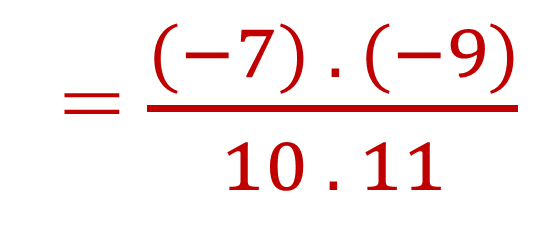 = (−7) . (−9)
10 . 11